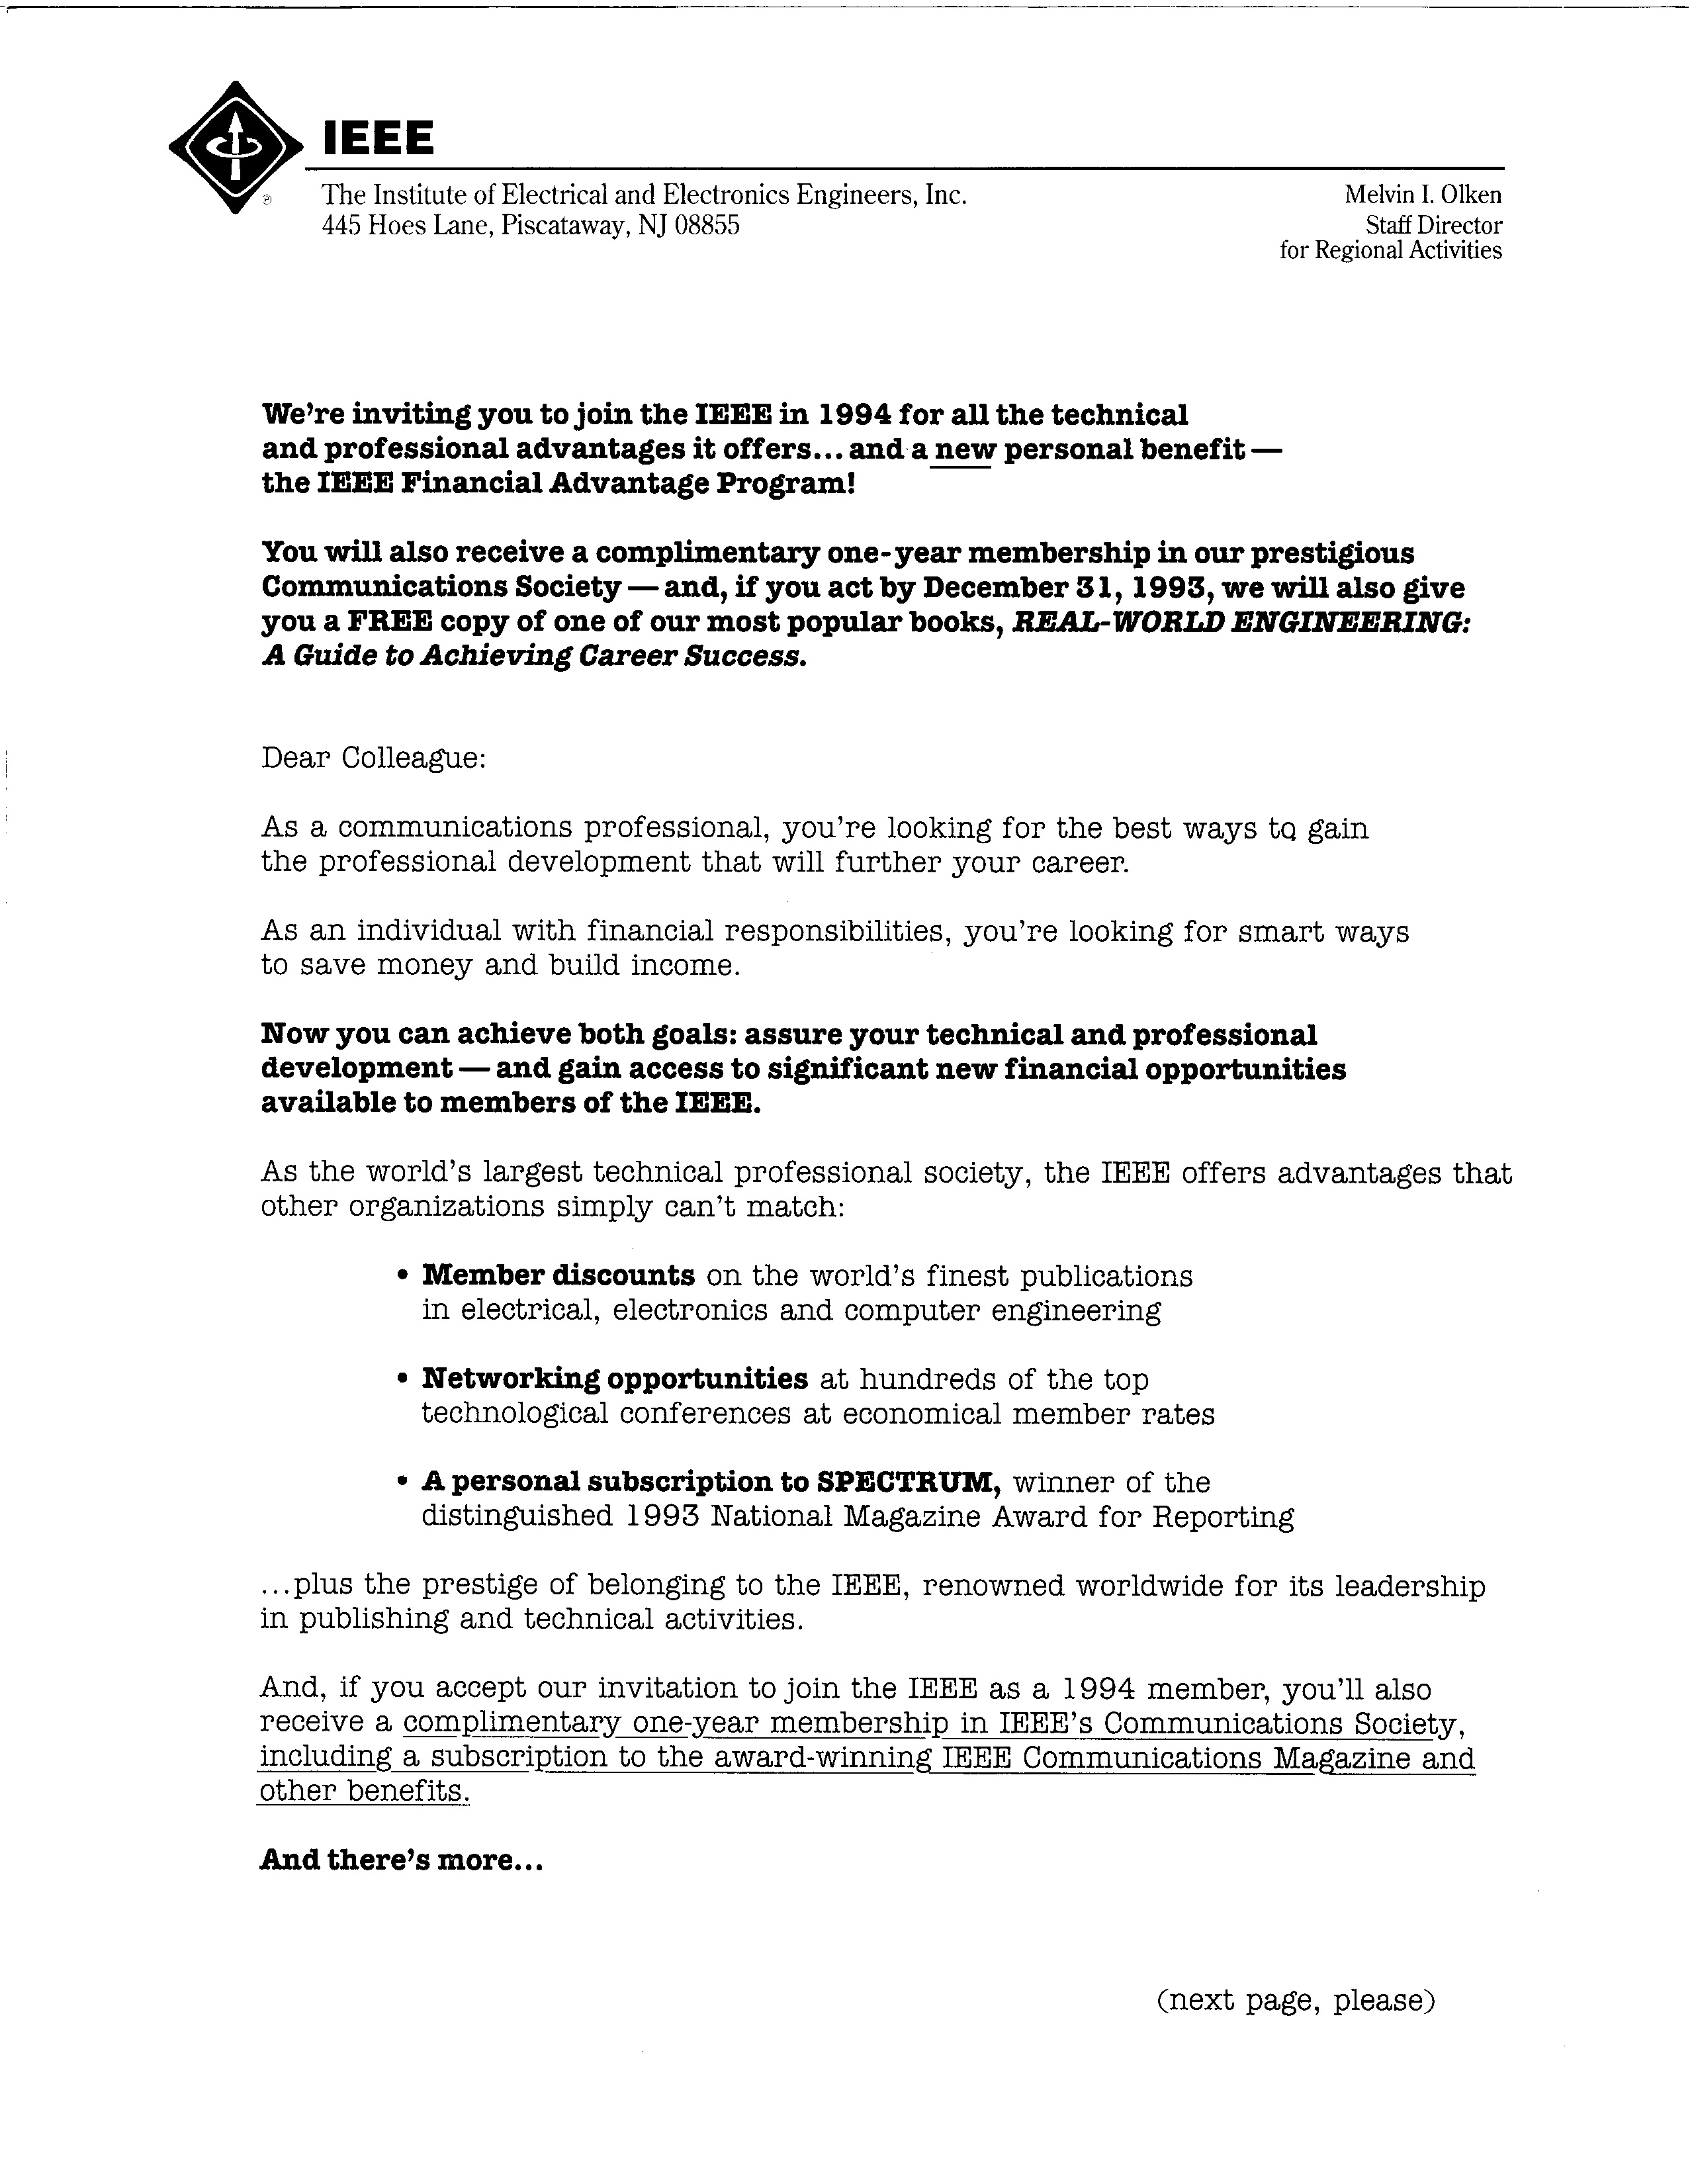 IEEE
The Institute of Electrical and Electronics Engineers, Inc.
445 Hoes Lane, Piscataway, NJ 08855
Melvin I. Olken
Staff Director
for Regional Activities
We're inviting you to join the IEEE in 1994 for all the technical
and professional advantages it offers... and a new personal benefit —
the IEEE Financial Advantage Program!
You will also receive a complimentary one-year membership in our prestigious
Communications Society — and, if you act by December 31, 1993, we will also give
you a FREE copy of one of our most popular books, REAL-WORLD ENGINEERING:
A Guide to Achieving Career Success.
Dear Colleague:
As a communications professional, you're looking for the best ways to gain
the professional development that will further your career.
As an individual with financial responsibilities, you're looking for smart ways
to save money and build income.
Now you can achieve both goals: assure your technical and professional
development — and gain access to significant new financial opportunities
available to members of the IEEE.
As the world's largest technical professional society, the IEEE offers advantages that
other organizations simply can't match:
• Member discounts on the world's finest publications
in electrical, electronics and computer engineering
• Networking opportunities at hundreds of the top
technological conferences at economical member rates
• A personal subscription to SPECTRUM, winner of the
distinguished 1993 National Magazine Award for Reporting
...plus the prestige of belonging to the IEEE, renowned worldwide for its leadership
in publishing and technical activities.
And, if you accept our invitation to join the IEEE as a 1994 member, you'll also
receive a complimentary one-year membership in IEEE's Communications Society,
including a subscription to the award-winning IEEE Communications Magazine and
other benefits.
And there's more...
(next page, please)